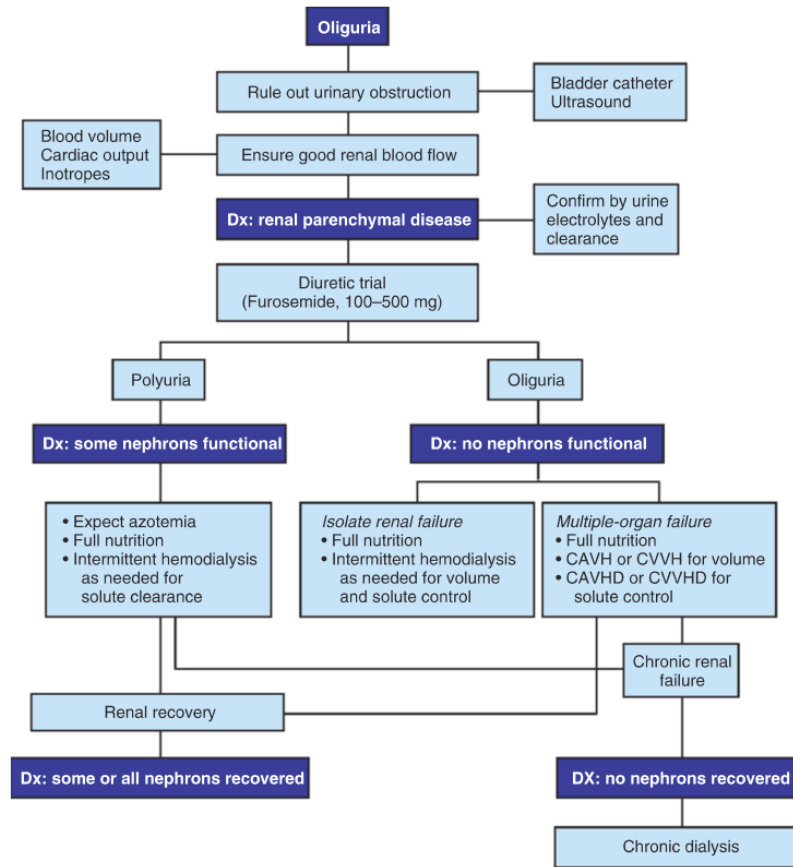 Oliguria
Rule out urinary obstruction
Bladder catheter
Ultrasound
Blood volume
Cardiac output
Inotropes
Ensure good renal blood flow
Dx: renal parenchymal disease
Confirm by urine
electrolytes and
clearance
Diuretic trial
(Furosemide, 100–500 mg)
Polyuria
Oliguria
Dx: some nephrons functional
Dx: no nephrons functional
• Expect azotemia
• Full nutrition
• Intermittent hemodialysis
as needed for
solute clearance
Isolate renal failure
• Full nutrition
• Intermittent hemodialysis
as needed for volume
and solute control
Multiple-organ failure
• Full nutrition
• CAVH or CVVH for volume
• CAVHD or CVVHD for
solute control
Chronic renal
failure
Renal recovery
Dx: some or all nephrons recovered
DX: no nephrons recovered
Chronic dialysis